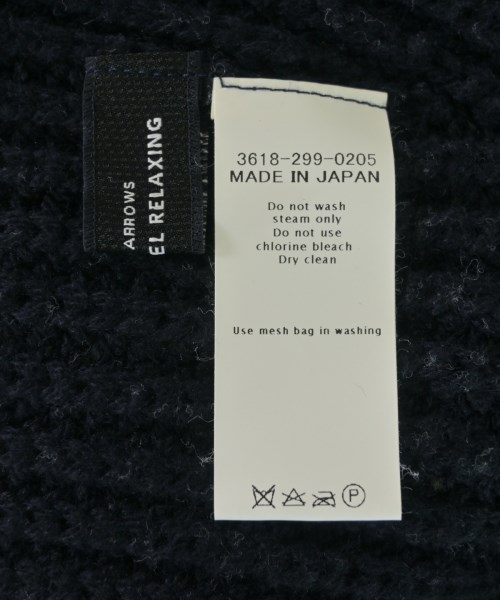 ARROWS
EL RELAXING
3618-299-0205
MADE IN JAPAN
Do not wash
steam only
Do not use
chlorine bleach
Dry clean
Use mesh bag in washing
P